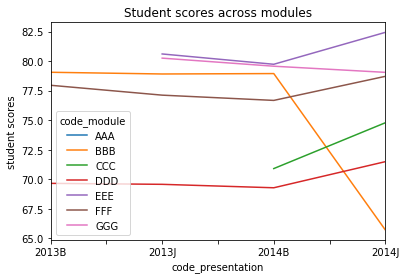 Student scores across modules
82.5
80.0
77.5
75.0
72.5
70.0
67.5
65.0
student scores
code_module
AAA
BBB
CCC
DDD
EEE
FFF
GGG
2013B
2013J
2014B
2014J
code_presentation